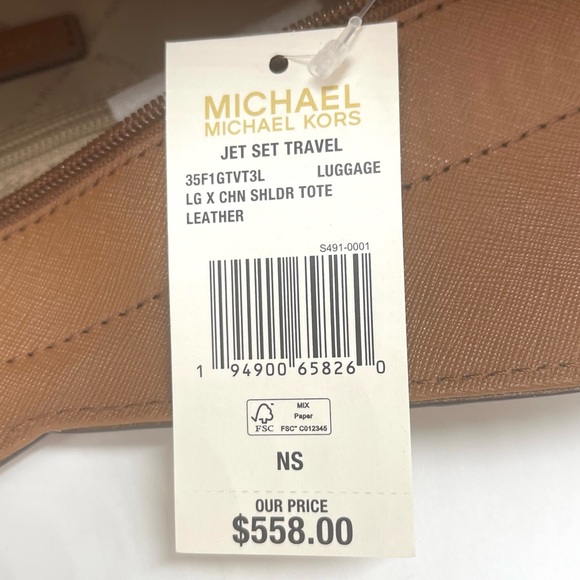 MICHAEL
MICHAEL KORS
JET SET TRAVEL
35F1GTVT3L LUGGAGE
LG X CHN SHLDR TOTE
LEATHER
S491-0001
1 94900 65826 0
FSC
MIX
Paper
FSC™ C012345
NS
OUR PRICE
$558.00